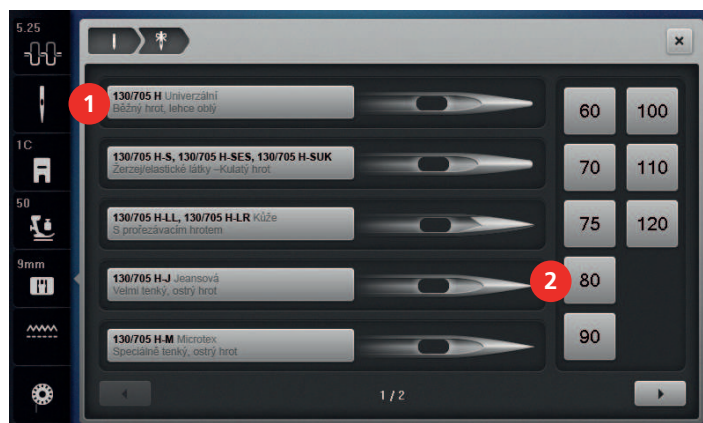 5.25
1C
50
9mm
×
1
130/705 H Univerzální
Běžný hrot, lehce oblý
130/705 H-S, 130/705 H-SES, 130/705 H-SUK
Žerzej/elastické látky –Kulatý hrot
130/705 H-LL, 130/705 H-LR Kůže
S prořezávacím hrotem
130/705 H-J Jeansová
Velmi tenký, ostrý hrot
130/705 H-M Microtex
Speciálně tenký, ostrý hrot
60 100
70 110
75 120
2
80
90
1 / 2